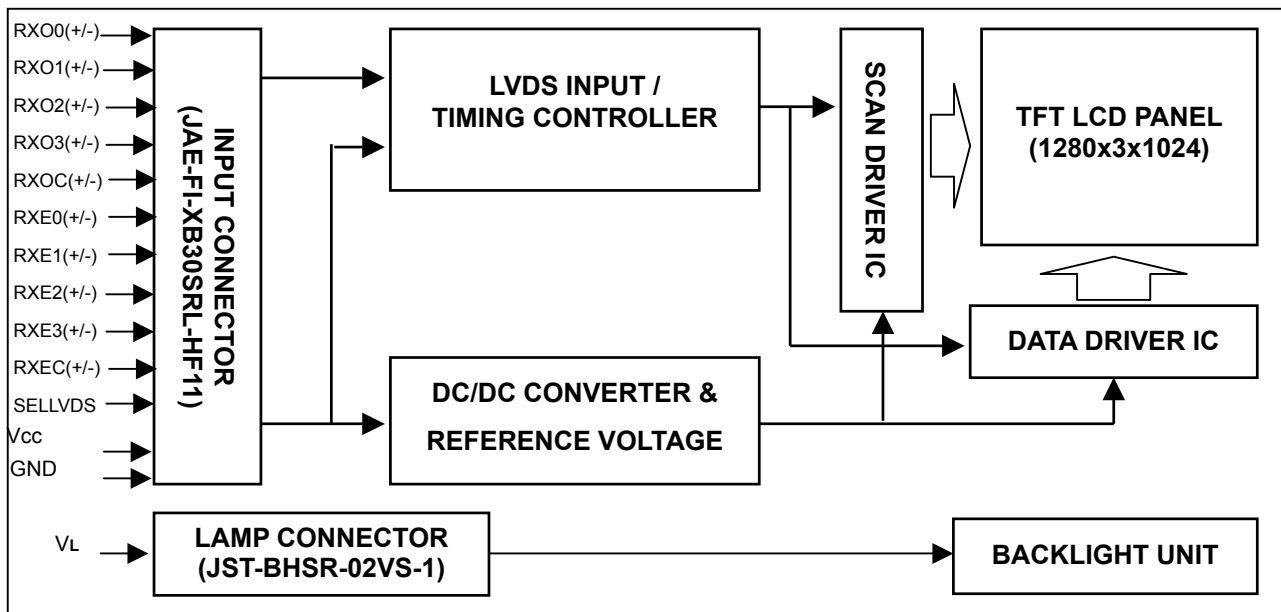 RXO0(+/-)
RXO1(+/-)
RXO2(+/-)
RXO3(+/-)
RXOC(+/-)
RXE0(+/-)
RXE1(+/-)
RXE2(+/-)
RXE3(+/-)
RXEC(+/-)
SELLVDS
Vcc
GND
INPUT CONNECTOR
(JAE-FI-XB30SRL-HF11)
LVDS INPUT /
TIMING CONTROLLER
SCAN DRIVER IC
TFT LCD PANEL
(1280x3x1024)
DATA DRIVER IC
DC/DC CONVERTER &
REFERENCE VOLTAGE
VL
LAMP CONNECTOR
(JST-BHSR-02VS-1)
BACKLIGHT UNIT